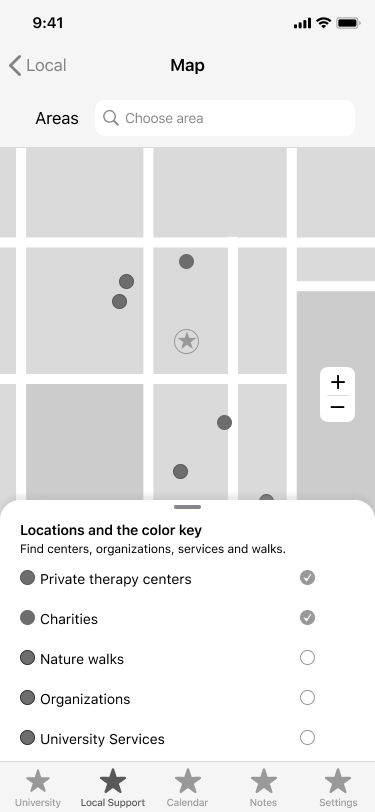 9:41
Local
Map
Areas
Choose area
+
−
Locations and the color key
Find centers, organizations, services and walks.
Private therapy centers
Charities
Nature walks
Organizations
University Services
University
Local Support
Calendar
Notes
Settings